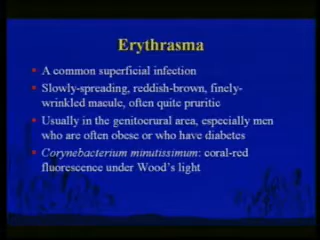 Erythrasma
A common superficial infection
Slowly-spreading, reddish-brown, finely-
wrinkled macule, often quite pruritic
Usually in the genitocrural area, especially men
who are often obese or who have diabetes
Corynebacterium minutissimum: coral-red
fluorescence under Wood's light